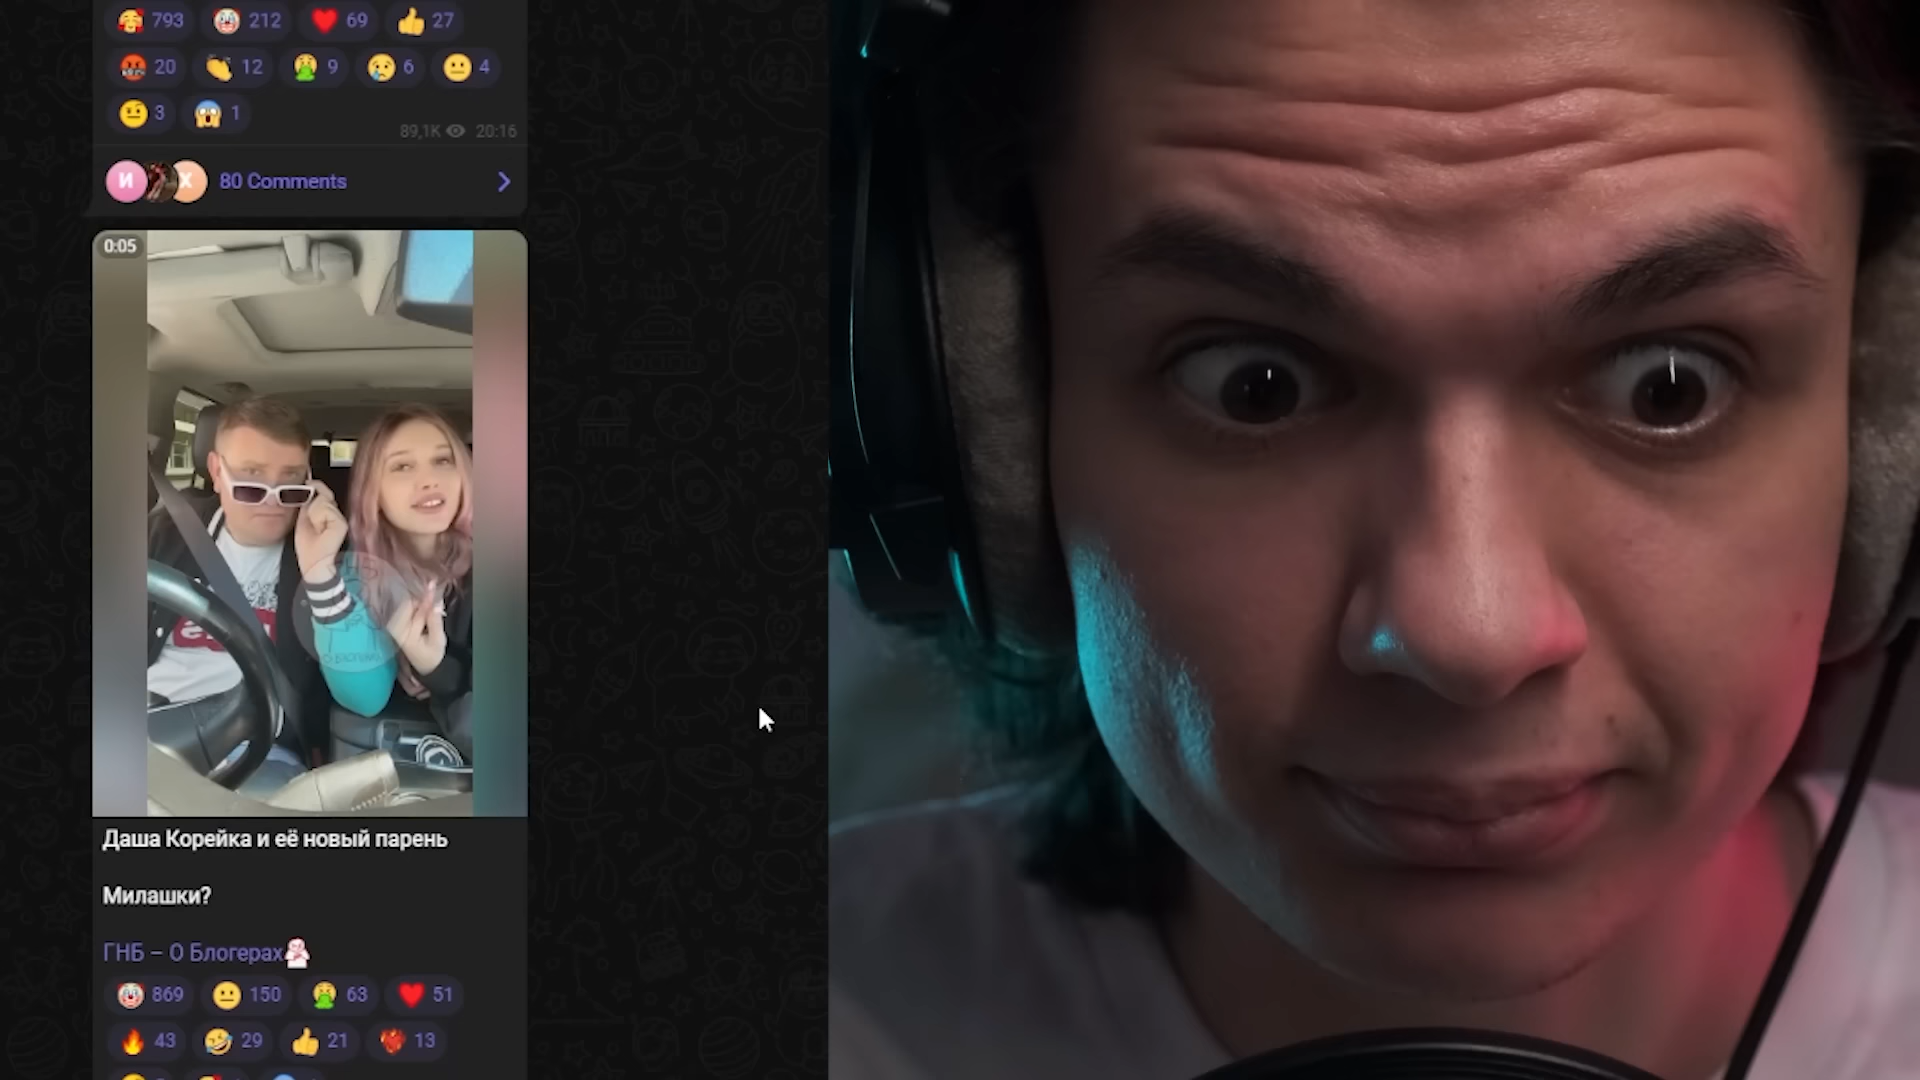 793 212 69 27
20 12 9 6 4
3 1
89,1K 20:16
И X 80 Comments
0:05
Даша Корейка и её новый парень
Милашки?
ГНБ – О Блогерах
869 150 63 51
43 29 21 13